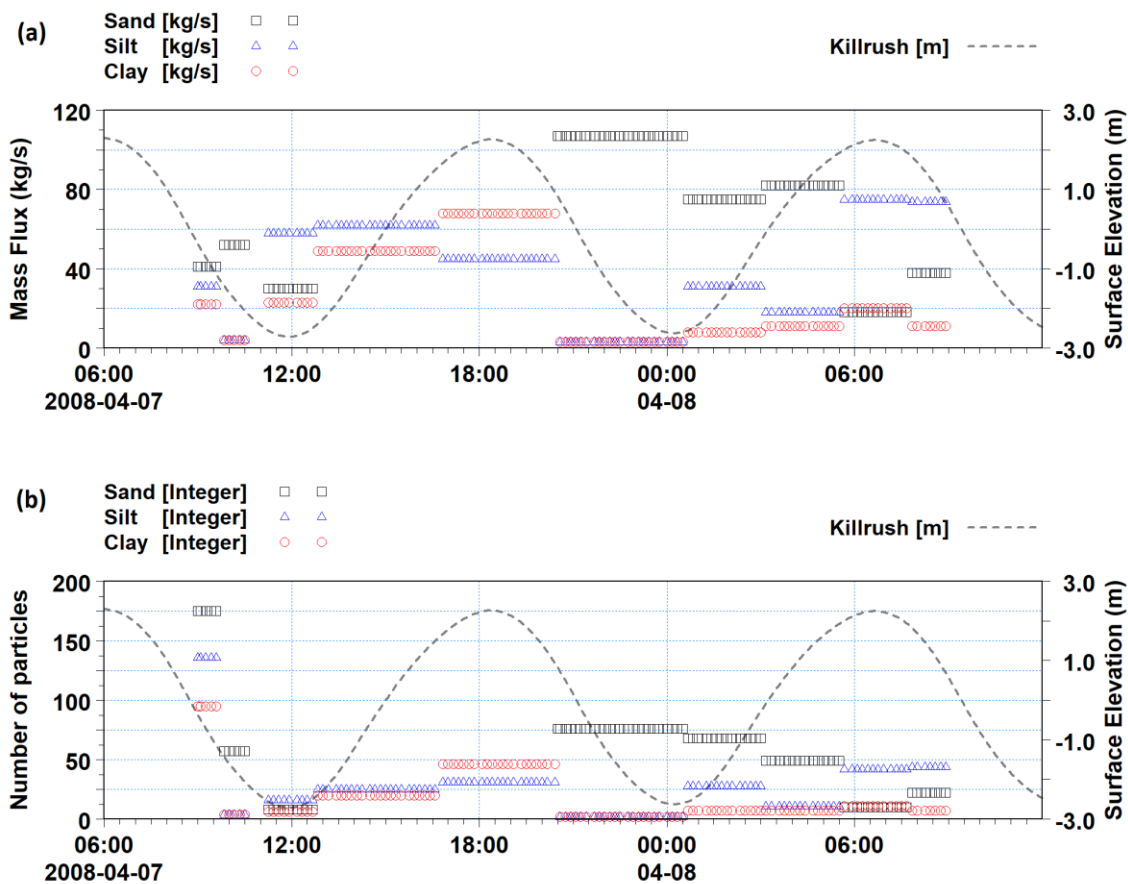 (a)
Sand [kg/s]
Silt [kg/s]
Clay [kg/s]
Killrush [m]
Mass Flux (kg/s)
120
80
40
0
Surface Elevation (m)
3.0
1.0
-1.0
-3.0
06:00 12:00 18:00 00:00 06:00
2008-04-07 04-08
(b)
Sand [Integer]
Silt [Integer]
Clay [Integer]
Killrush [m]
Number of particles
200
150
100
50
0
Surface Elevation (m)
3.0
1.0
-1.0
-3.0
06:00 12:00 18:00 00:00 06:00
2008-04-07 04-08